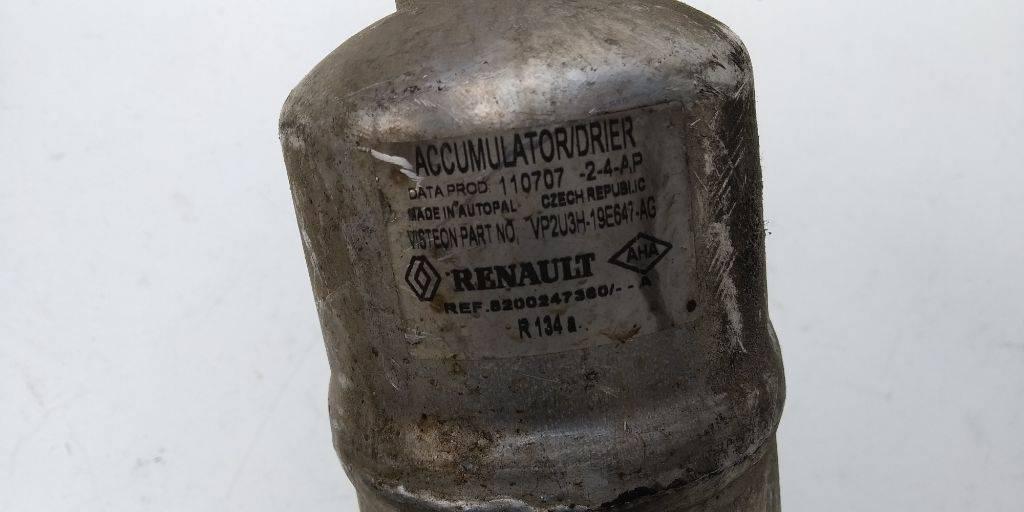 ACCUMULATOR/DRIER
DATA PROD. 110707 -2-4-AP
MADE IN AUTOPAL CZECH REPUBLIC
VISTEON PART NO. VP2U3H-19E647-AG
RENAULT AHA
REF.8200247360/--A
R 134 a